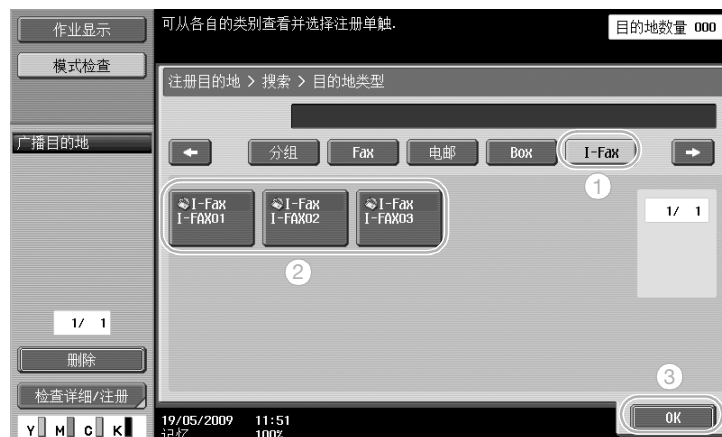 作业显示
模式检查
广播目的地
1/ 1
删除
检查详细/注册
Y M C K
可从各自的类别查看并选择注册单触.
目的地数量 000
注册目的地 > 搜索 > 目的地类型
← 分组 Fax 电邮 Box I-Fax →
1
I-Fax I-Fax I-Fax
I-FAX01 I-FAX02 I-FAX03
1/ 1
2
3
OK
19/05/2009 11:51
记忆 100%